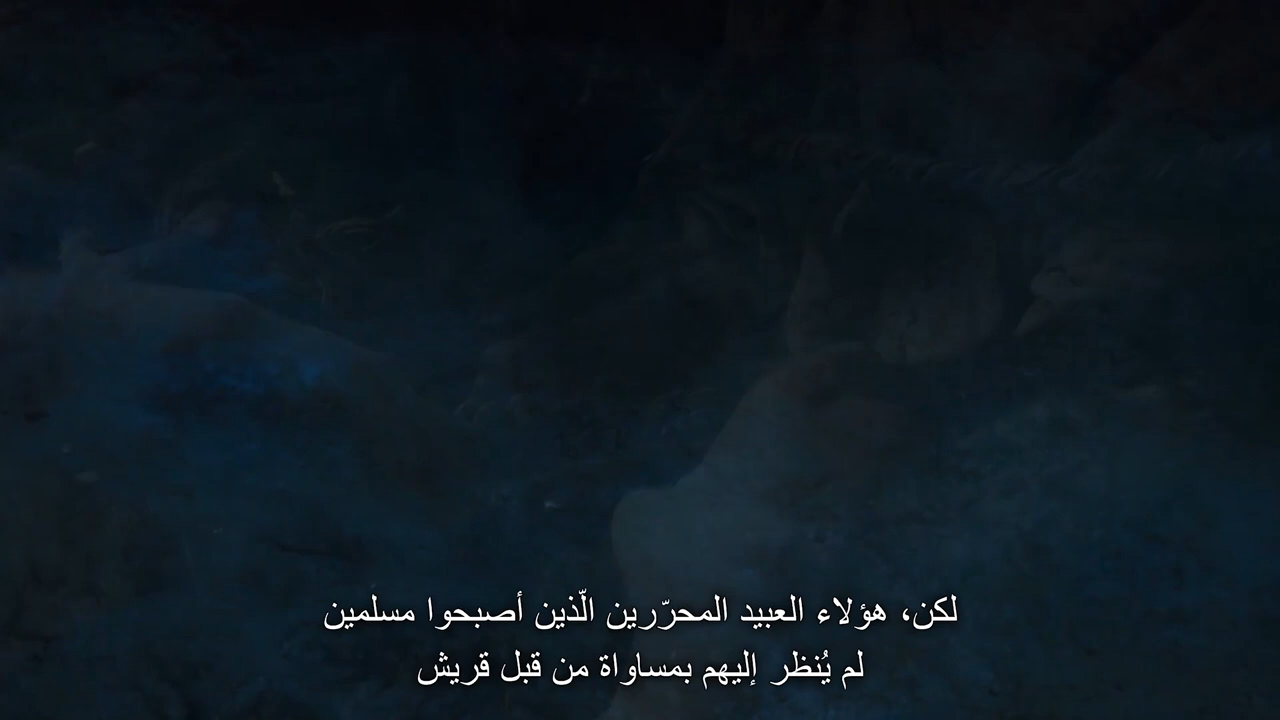 لكن، هؤلاء العبيد المحرّرين الّذين أصبحوا مسلمين
لم يُنظر إليهم بمساواة من قبل قريش